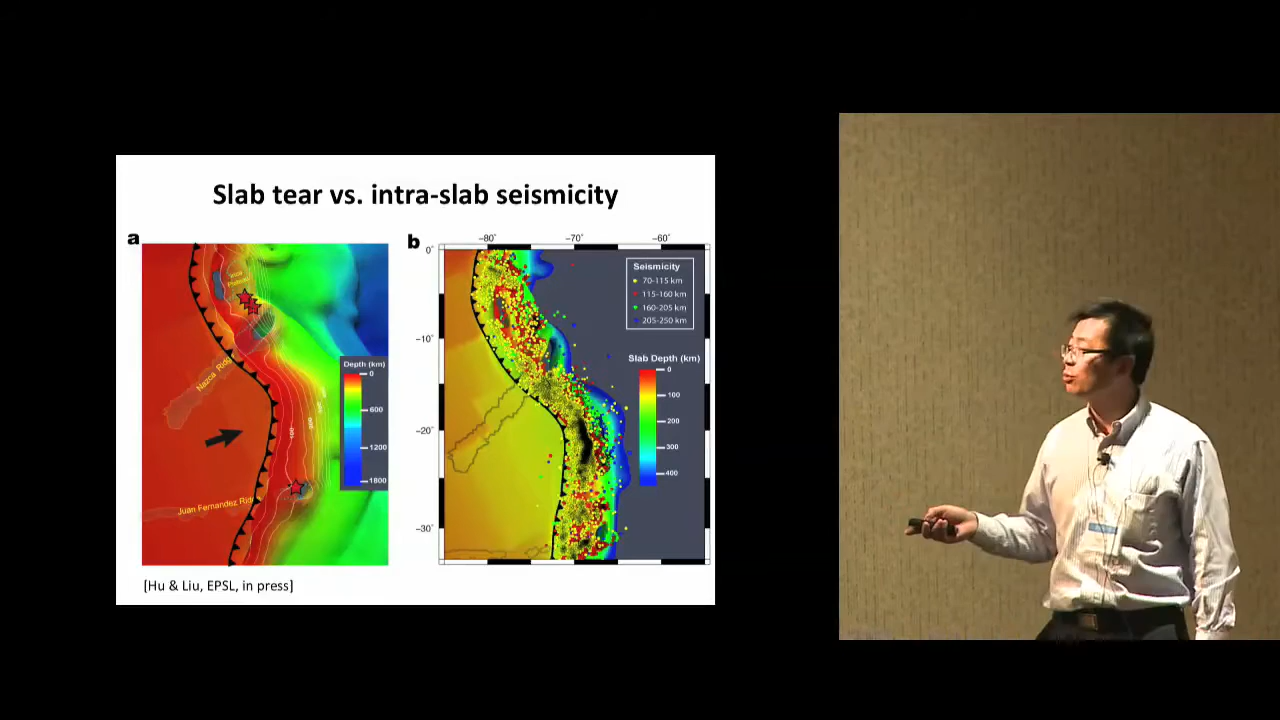 Slab tear vs. intra-slab seismicity
a
Nazca Ridge
Juan Fernandez Ridge
400
Depth (km)
0
600
1200
1800
b
−80°
−70°
−60°
0°
−10°
−20°
−30°
Seismicity
70-115 km
115-160 km
160-205 km
205-250 km
Slab Depth (km)
0
100
200
300
400
[Hu & Liu, EPSL, in press]